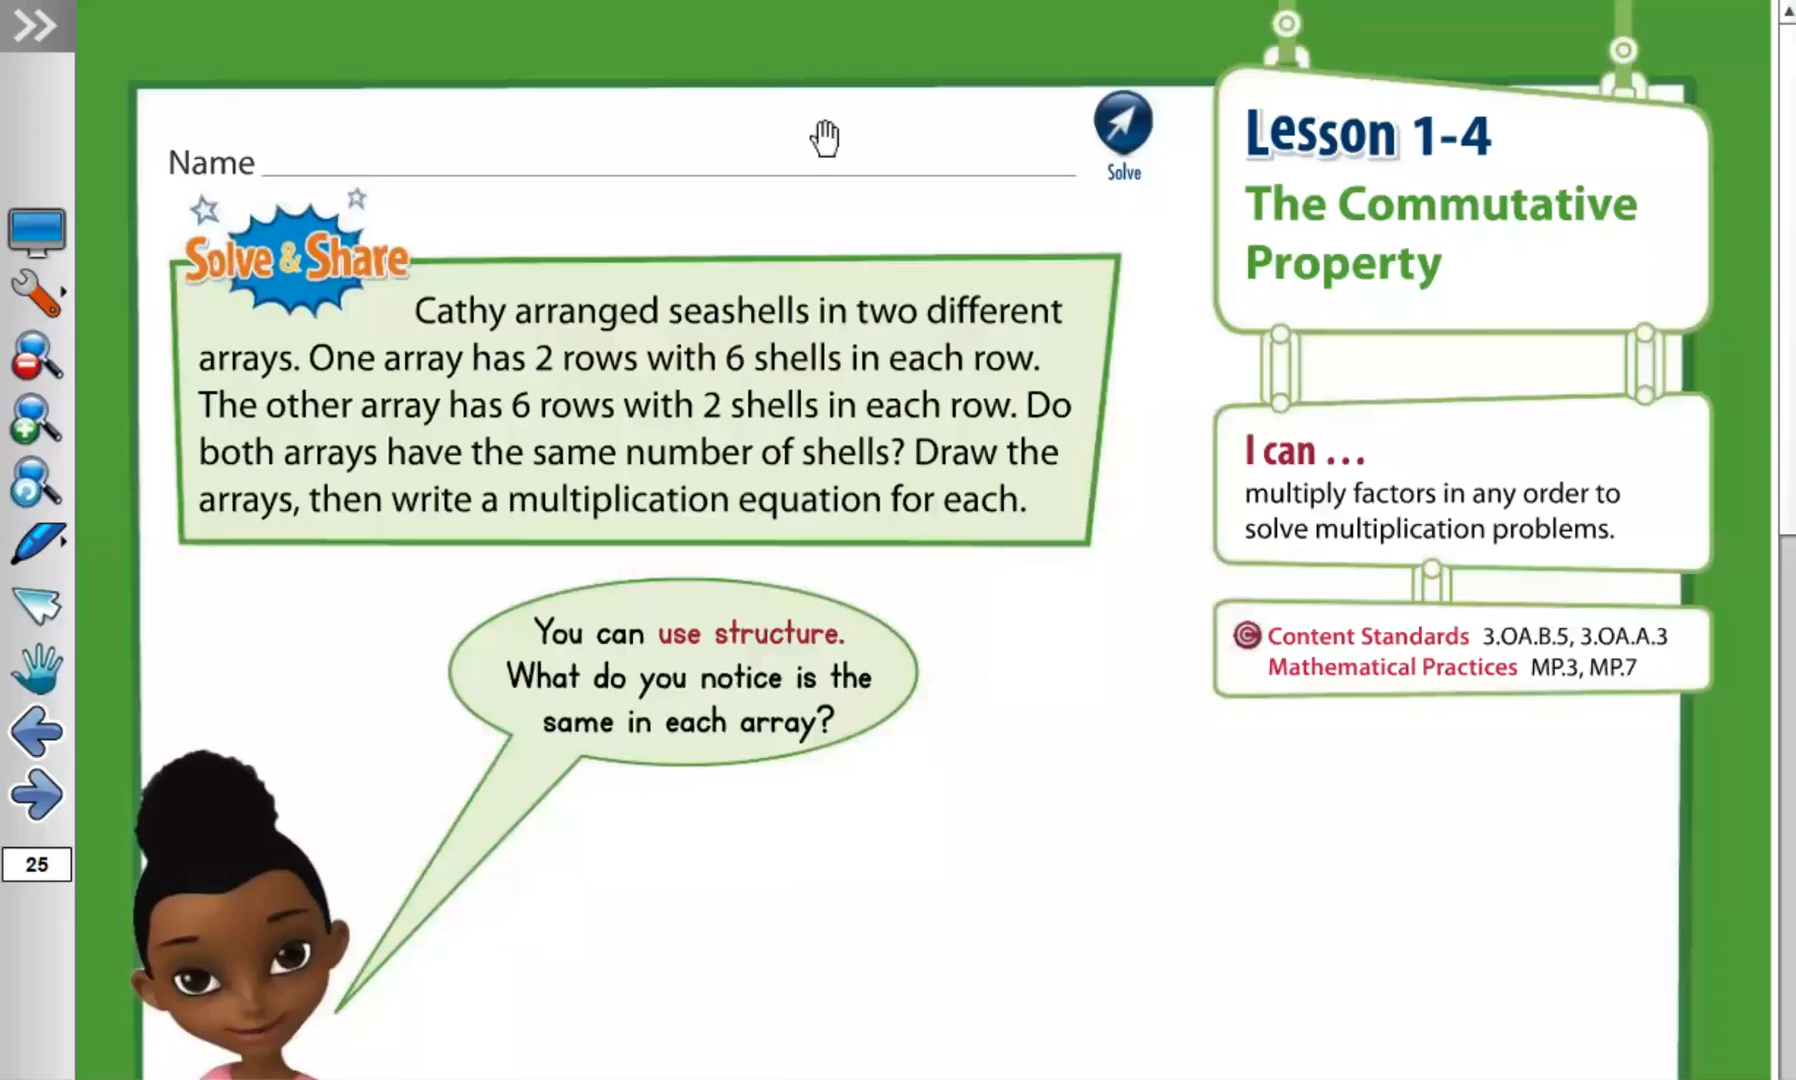 Name
Solve
Solve & Share
Cathy arranged seashells in two different
arrays. One array has 2 rows with 6 shells in each row.
The other array has 6 rows with 2 shells in each row. Do
both arrays have the same number of shells? Draw the
arrays, then write a multiplication equation for each.
You can use structure.
What do you notice is the
same in each array?
Lesson 1-4
The Commutative
Property
I can ...
multiply factors in any order to
solve multiplication problems.
Content Standards 3.OA.B.5, 3.OA.A.3
Mathematical Practices MP.3, MP.7
25